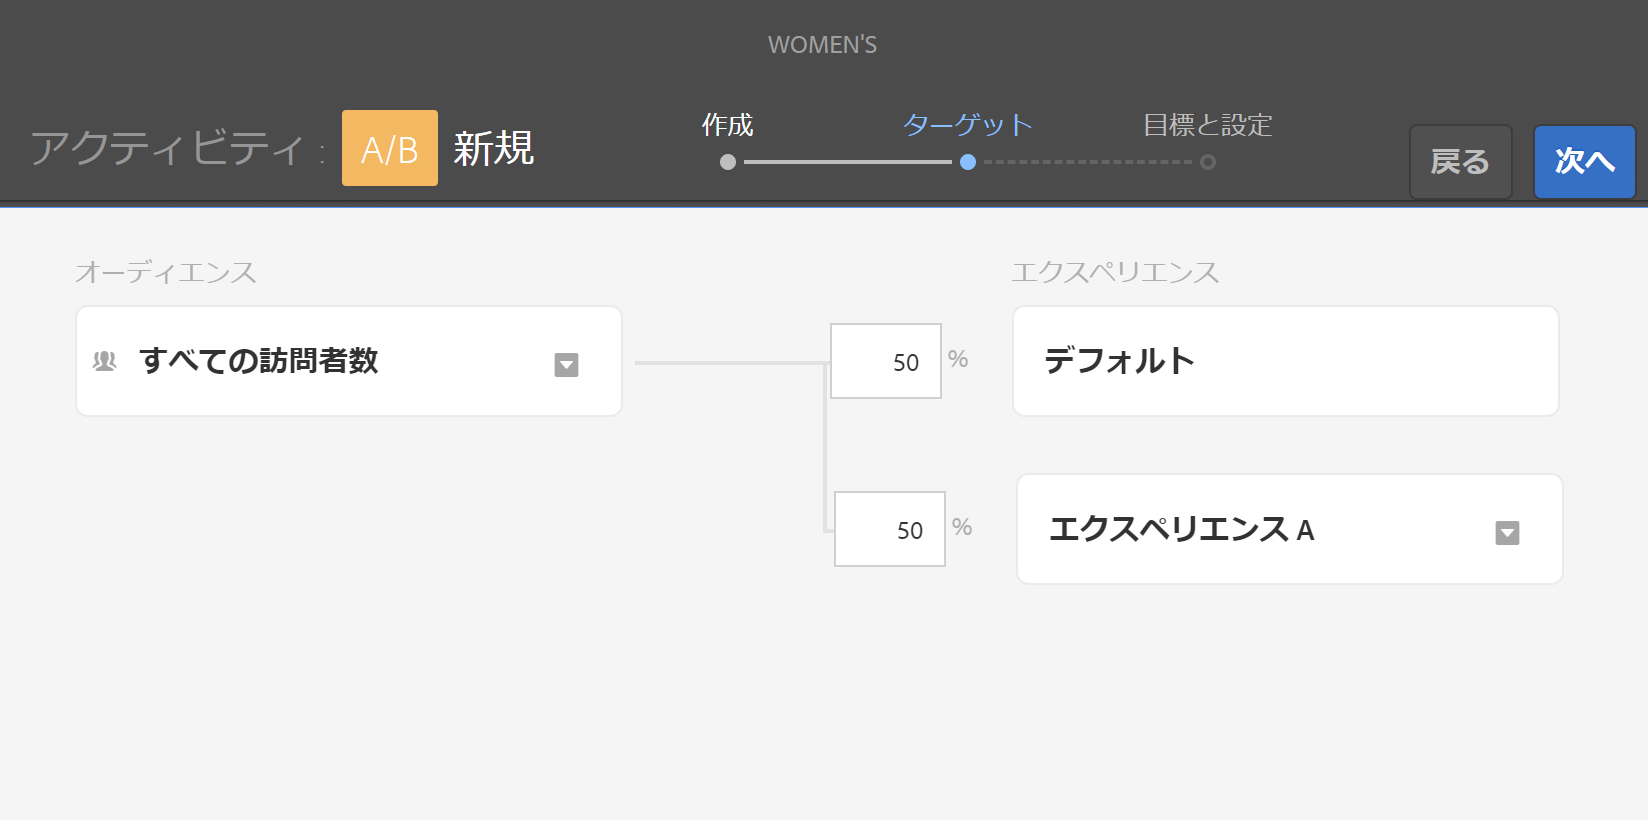 WOMEN'S
アクティビティ : A/B 新規
作成 ターゲット 目標と設定
戻る 次へ
オーディエンス エクスペリエンス
すべての訪問者数 50 % デフォルト
50 % エクスペリエンス A